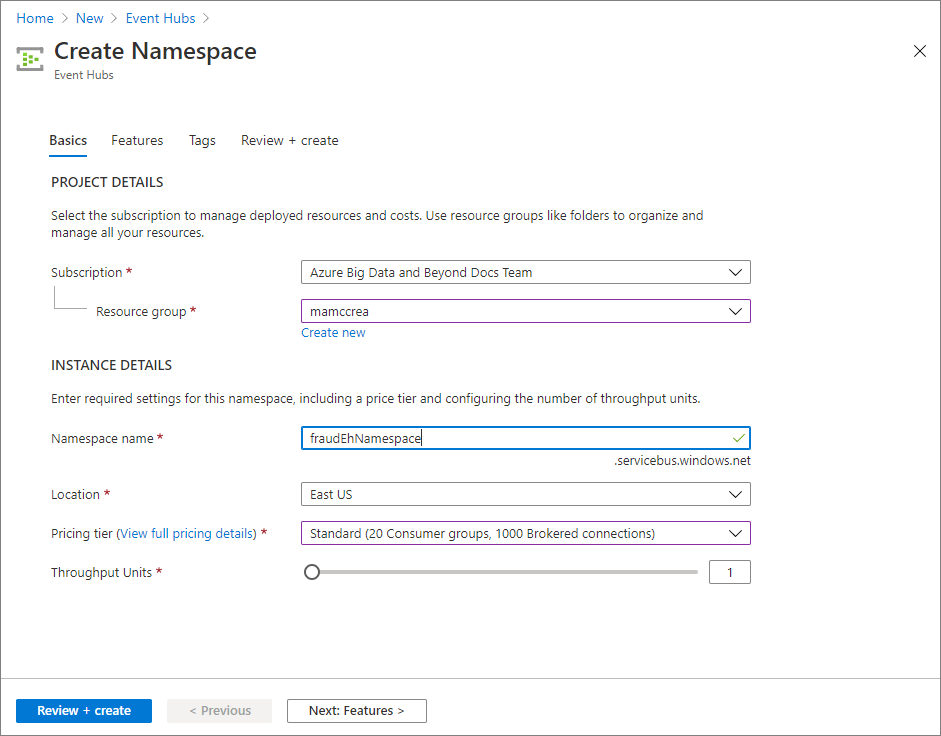 Home > New > Event Hubs >
Create Namespace
Event Hubs
Basics Features Tags Review + create
PROJECT DETAILS
Select the subscription to manage deployed resources and costs. Use resource groups like folders to organize and
manage all your resources.
Subscription * Azure Big Data and Beyond Docs Team
Resource group * mamccrea
Create new
INSTANCE DETAILS
Enter required settings for this namespace, including a price tier and configuring the number of throughput units.
Namespace name * fraudEhNamespace
.servicebus.windows.net
Location * East US
Pricing tier (View full pricing details) * Standard (20 Consumer groups, 1000 Brokered connections)
Throughput Units * 1
Review + create < Previous Next: Features >